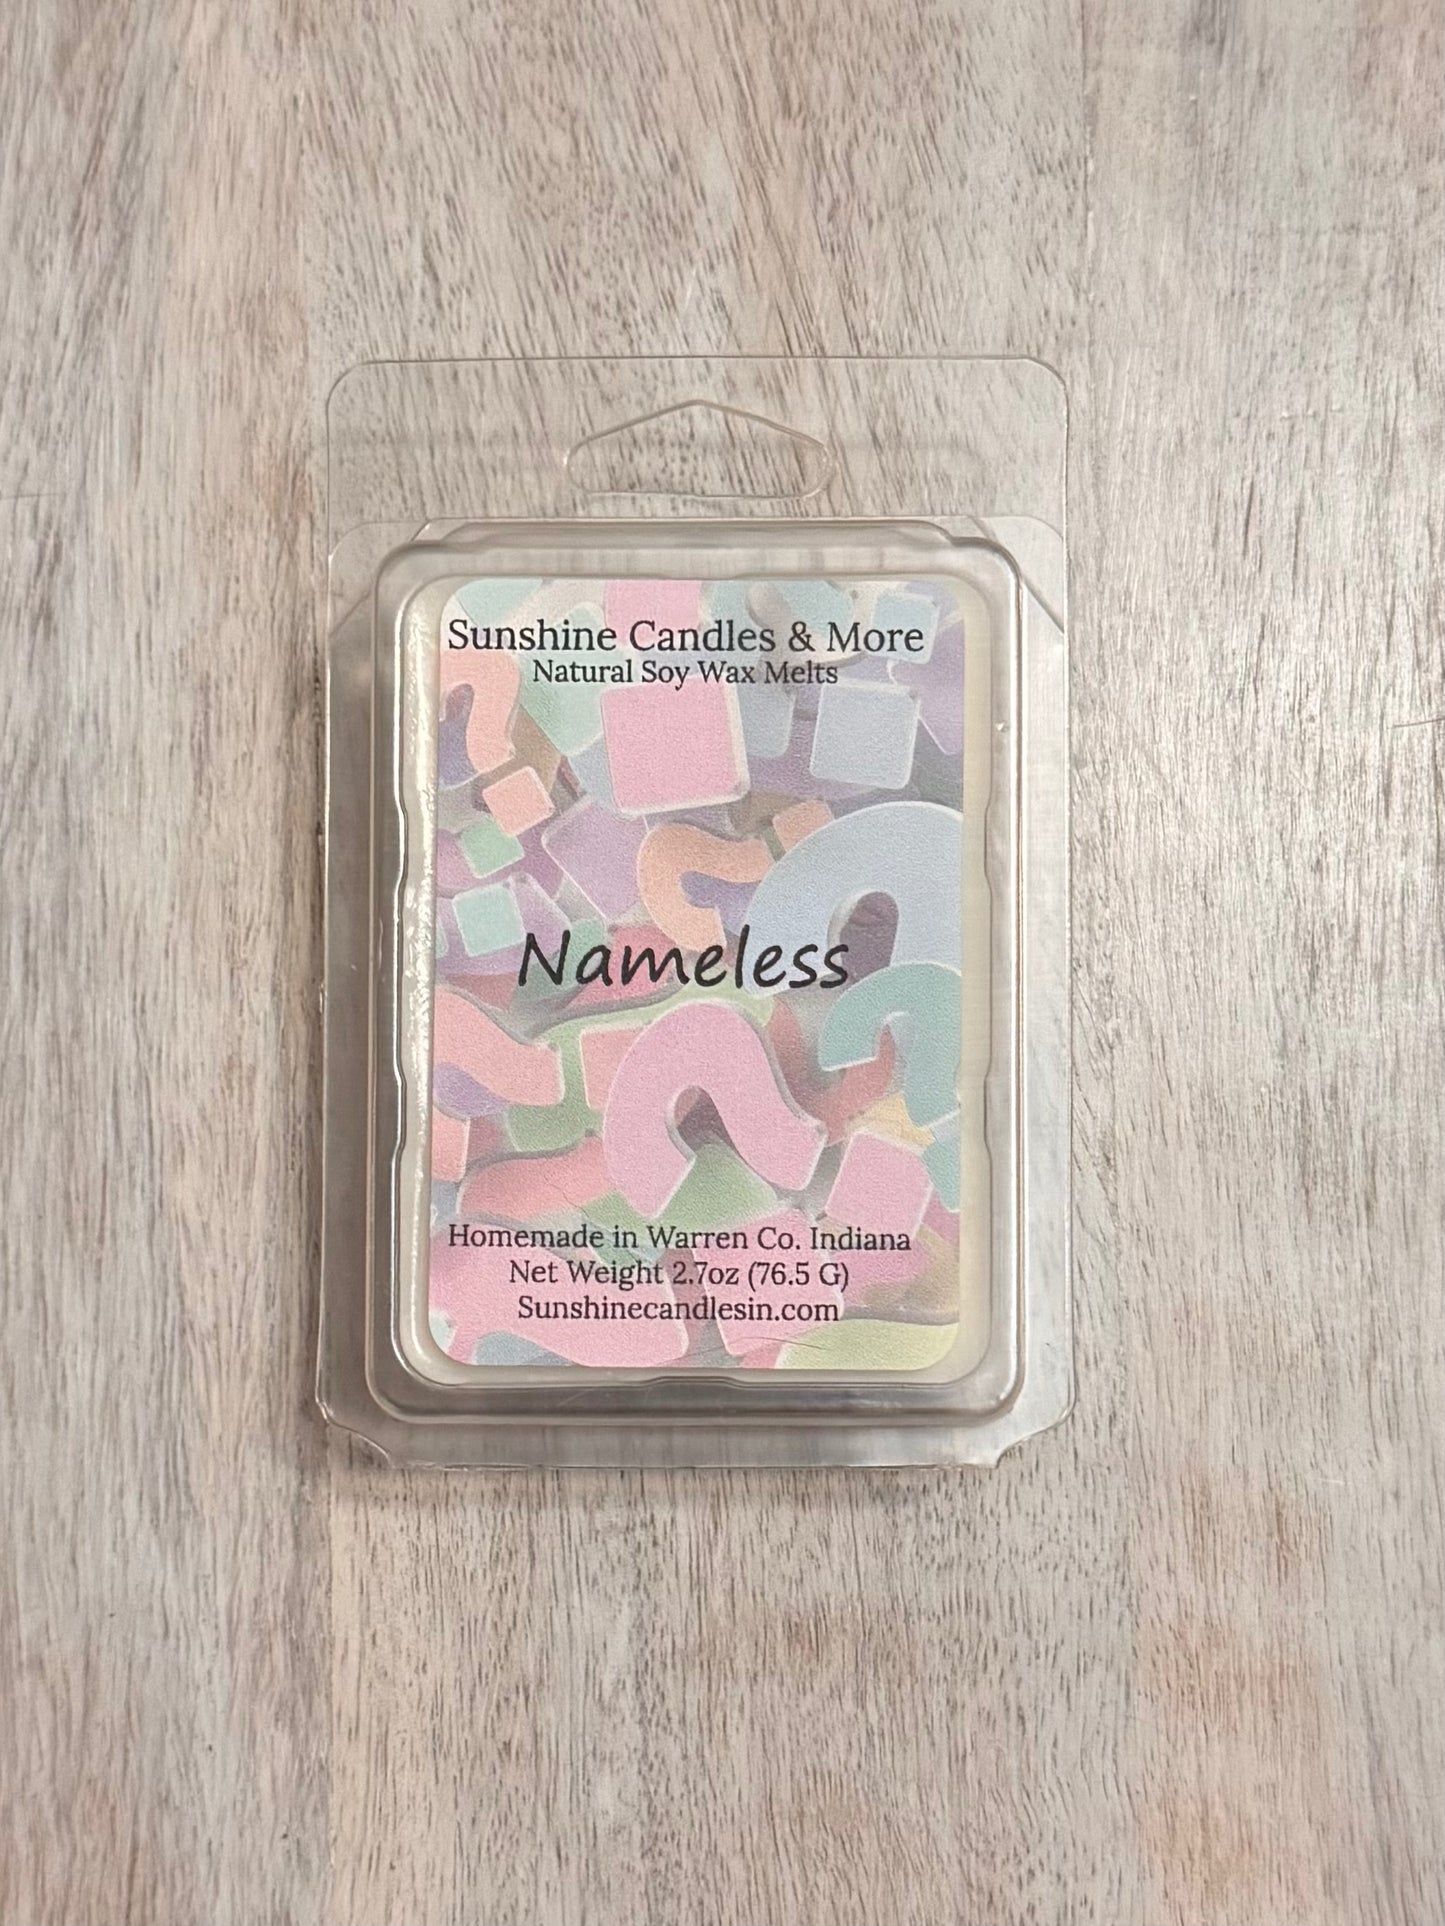 Sunshine Candles & More
Natural Soy Wax Melts
Nameless
Homemade in Warren Co. Indiana
Net Weight 2.7oz (76.5 G)
Sunshinecandlesin.com